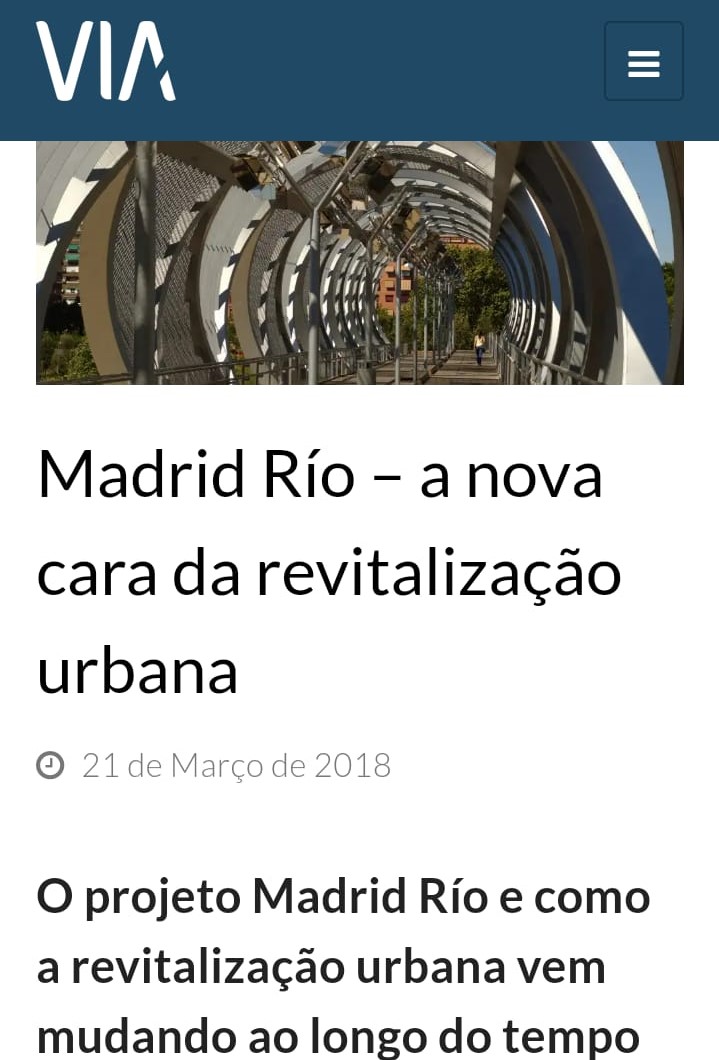 VIA
Madrid Río – a nova
cara da revitalização
urbana
21 de Março de 2018
O projeto Madrid Río e como
a revitalização urbana vem
mudando ao longo do tempo